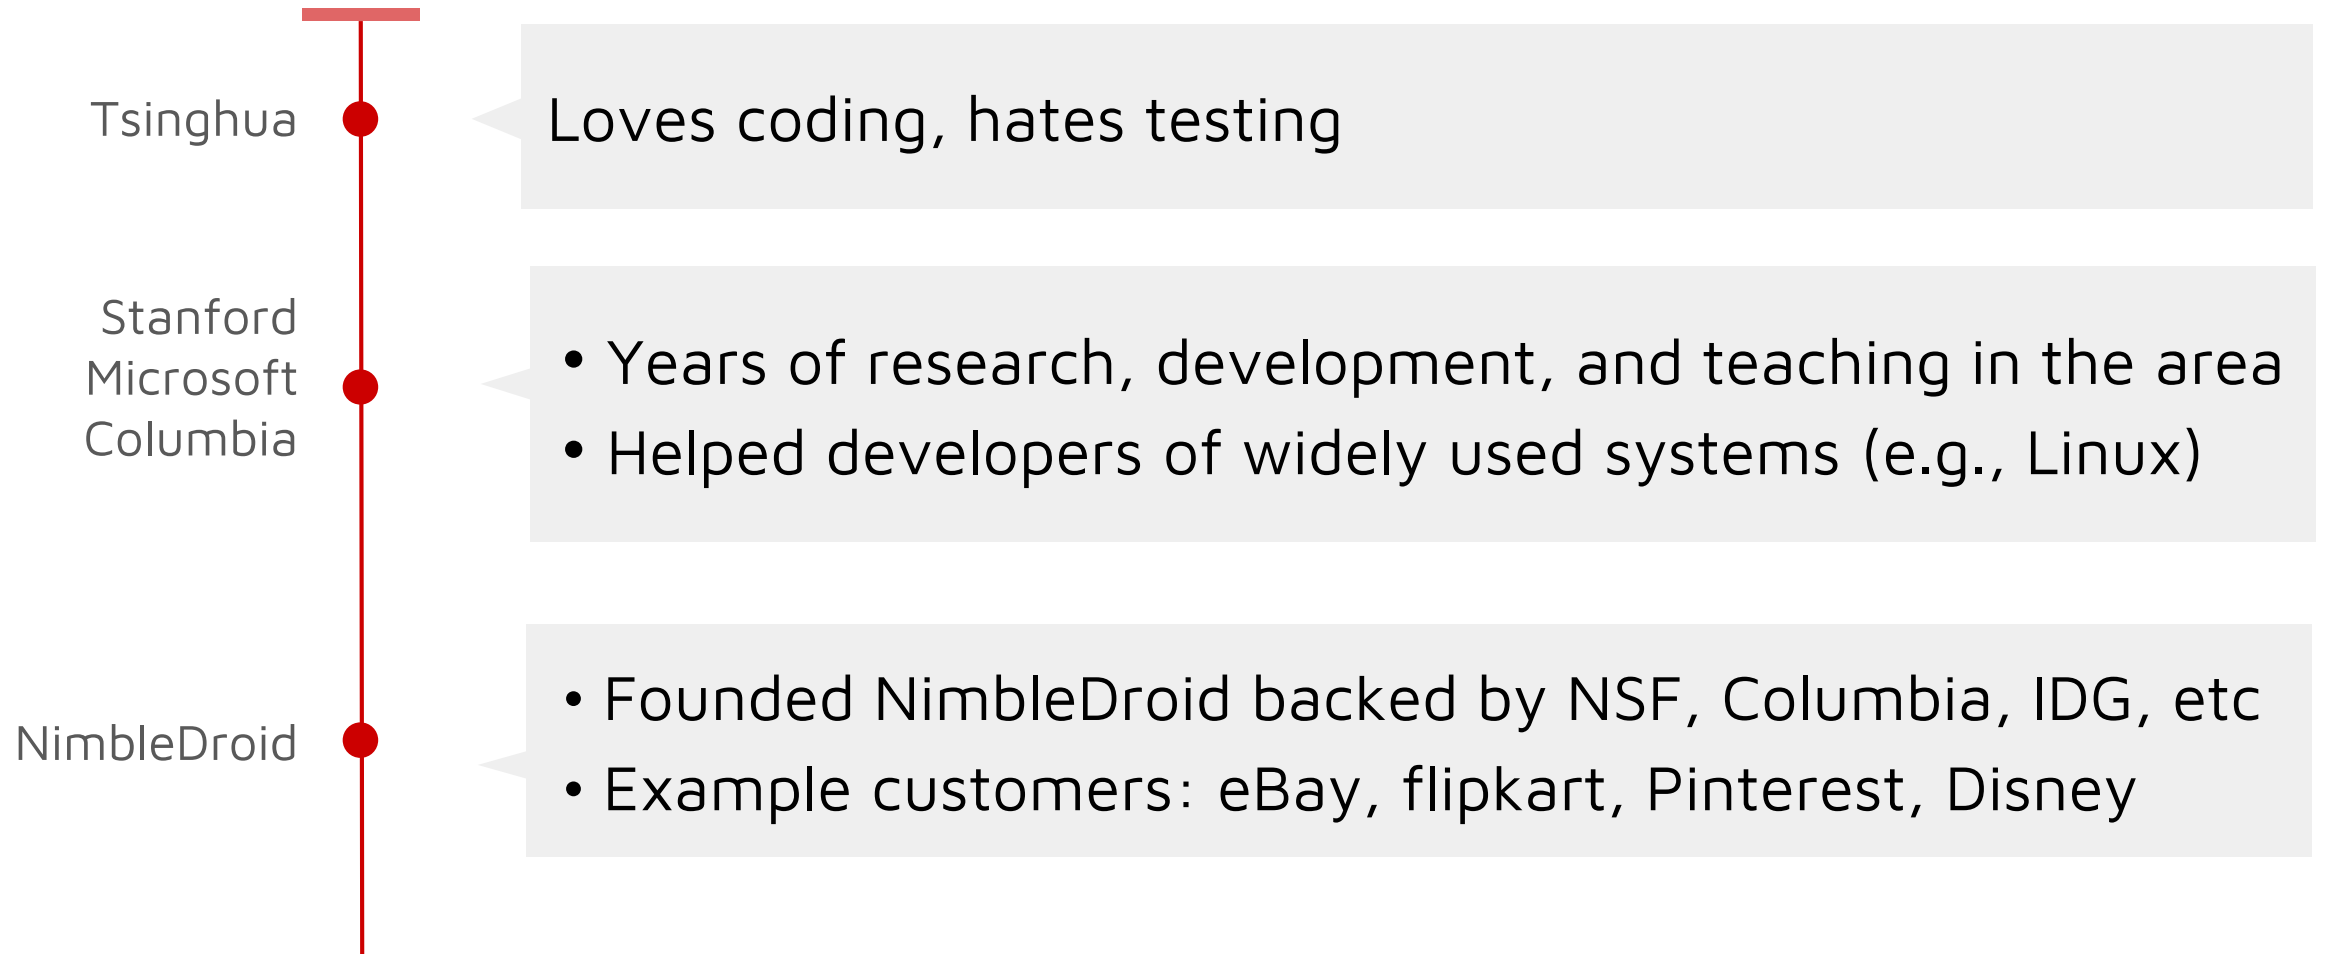 Tsinghua
Loves coding, hates testing
Stanford
Microsoft
Columbia
• Years of research, development, and teaching in the area
• Helped developers of widely used systems (e.g., Linux)
NimbleDroid
• Founded NimbleDroid backed by NSF, Columbia, IDG, etc
• Example customers: eBay, flipkart, Pinterest, Disney